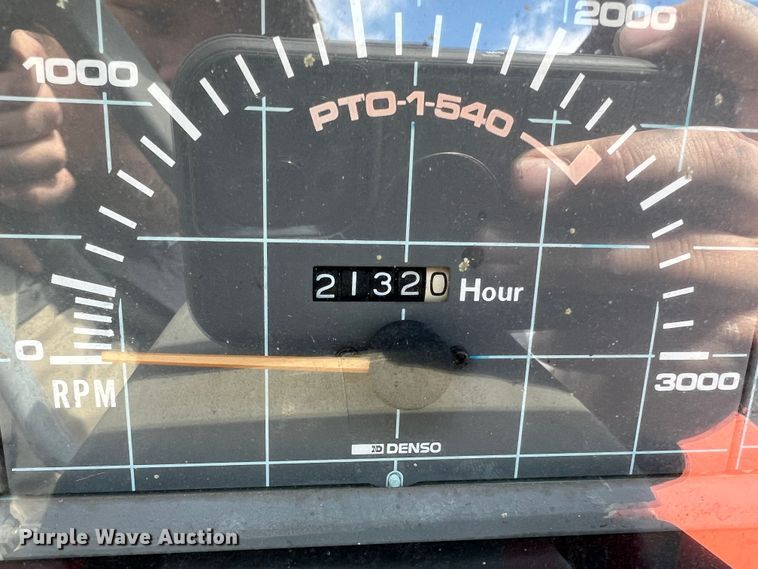 2000
1000
PTO-1-540
21320 Hour
0
RPM
3000
DENSO
Purple Wave Auction